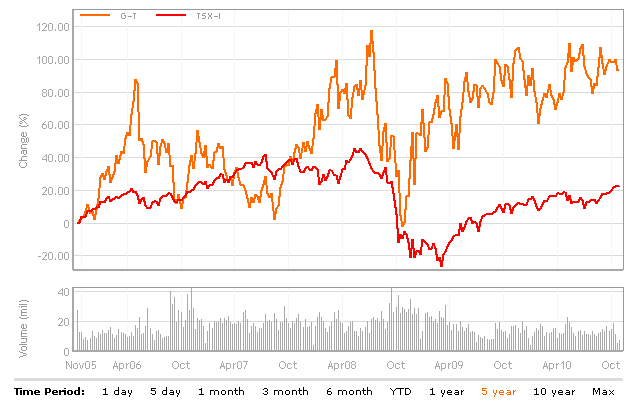 G-T TSX-I
120.00
100.00
80.00
60.00
40.00
20.00
0
-20.00
Change (%)
40
20
0
Volume (mil)
Nov05 Apr06 Oct Apr07 Oct Apr08 Oct Apr09 Oct Apr10 Oct
Time Period: 1 day 5 day 1 month 3 month 6 month YTD 1 year 5 year 10 year Max